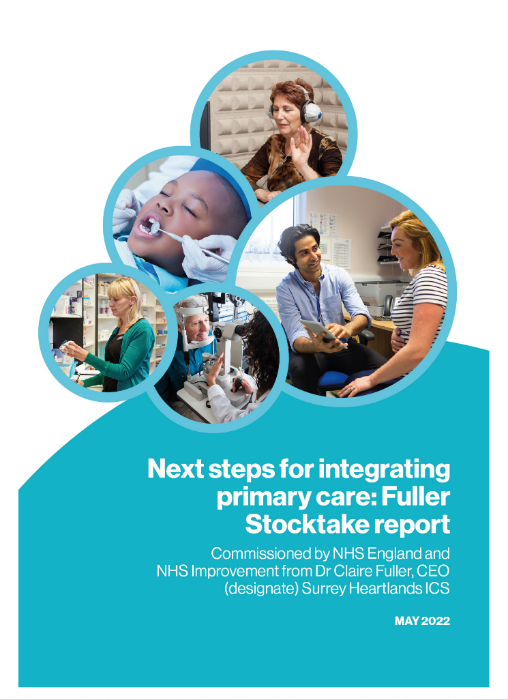 Next steps for integrating
primary care: Fuller
Stocktake report
Commissioned by NHS England and
NHS Improvement from Dr Claire Fuller, CEO
(designate) Surrey Heartlands ICS
MAY 2022